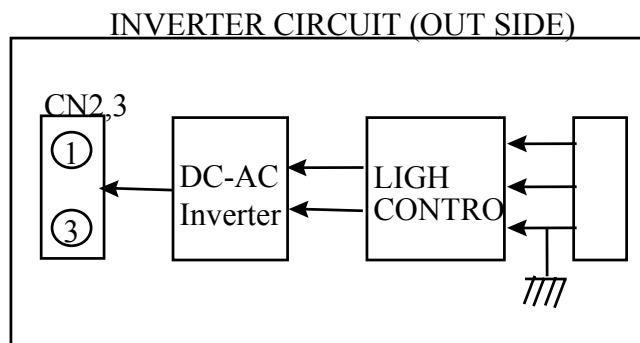 INVERTER CIRCUIT (OUT SIDE)
CN2,3
1
3
DC-AC
Inverter
LIGH
CONTRO